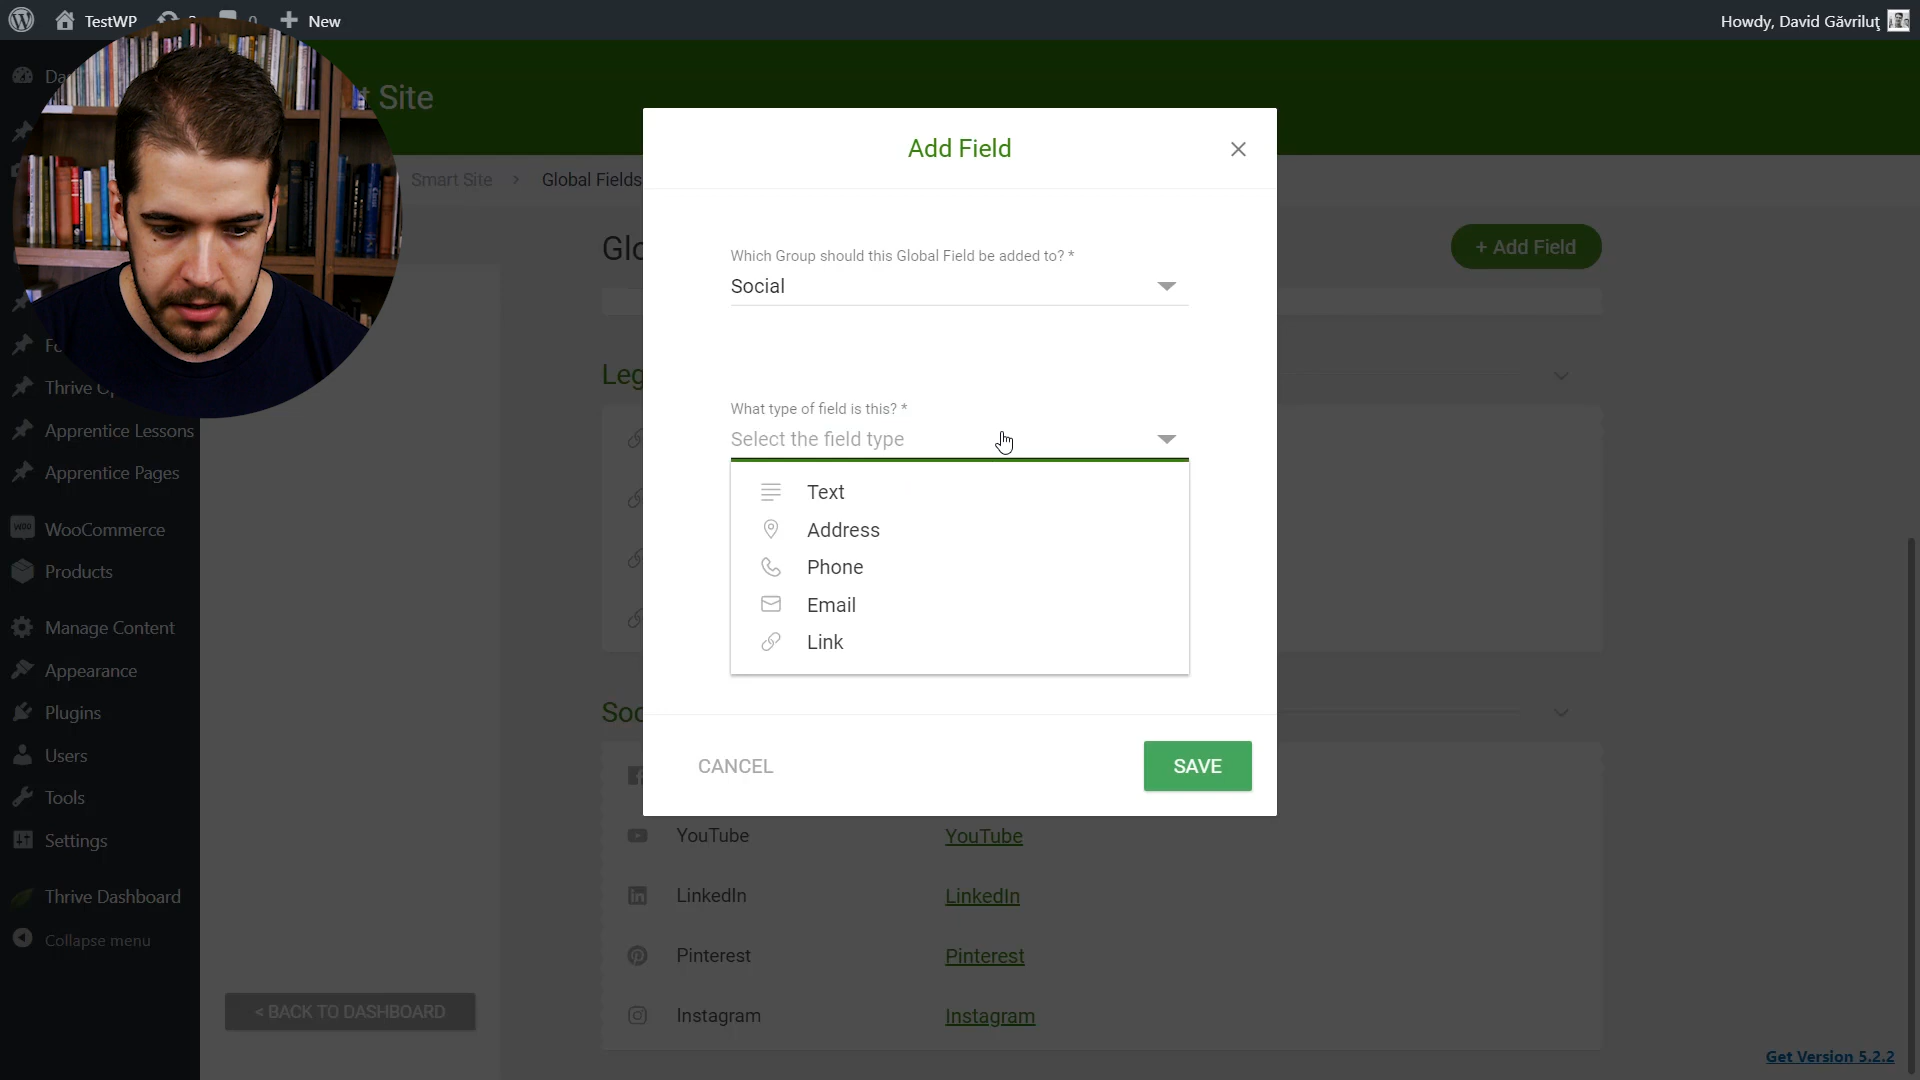 TestWP
0
New
Howdy, David Găvriluț
t Site
Smart Site > Global Fields
+ Add Field
Thrive
Apprentice Lessons
Apprentice Pages
WooCommerce
Products
Manage Content
Appearance
Plugins
Users
Tools
Settings
Thrive Dashboard
Collapse menu
< BACK TO DASHBOARD
Add Field
Which Group should this Global Field be added to? *
Social
What type of field is this? *
Select the field type
Text
Address
Phone
Email
Link
CANCEL
SAVE
Leg
Soc
YouTube YouTube
LinkedIn LinkedIn
Pinterest Pinterest
Instagram Instagram
Get Version 5.2.2